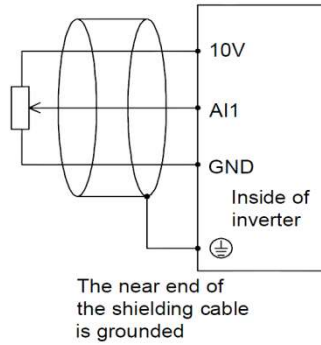 10V
AI1
GND
Inside of
inverter
The near end of
the shielding cable
is grounded